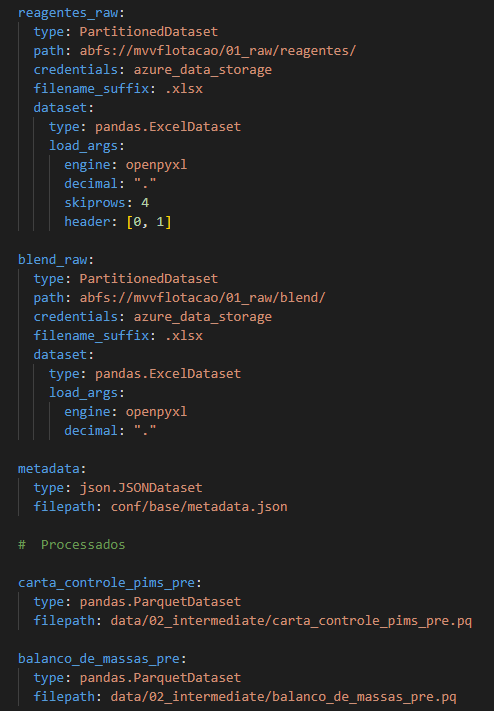 reagentes_raw:
  type: PartitionedDataset
  path: abfs://mvvflotacao/01_raw/reagentes/
  credentials: azure_data_storage
  filename_suffix: .xlsx
  dataset:
    type: pandas.ExcelDataset
    load_args:
      engine: openpyxl
      decimal: "."
      skiprows: 4
      header: [0, 1]

blend_raw:
  type: PartitionedDataset
  path: abfs://mvvflotacao/01_raw/blend/
  credentials: azure_data_storage
  filename_suffix: .xlsx
  dataset:
    type: pandas.ExcelDataset
    load_args:
      engine: openpyxl
      decimal: "."

metadata:
  type: json.JSONDataset
  filepath: conf/base/metadata.json

#  Processados

carta_controle_pims_pre:
  type: pandas.ParquetDataset
  filepath: data/02_intermediate/carta_controle_pims_pre.pq

balanco_de_massas_pre:
  type: pandas.ParquetDataset
  filepath: data/02_intermediate/balanco_de_massas_pre.pq